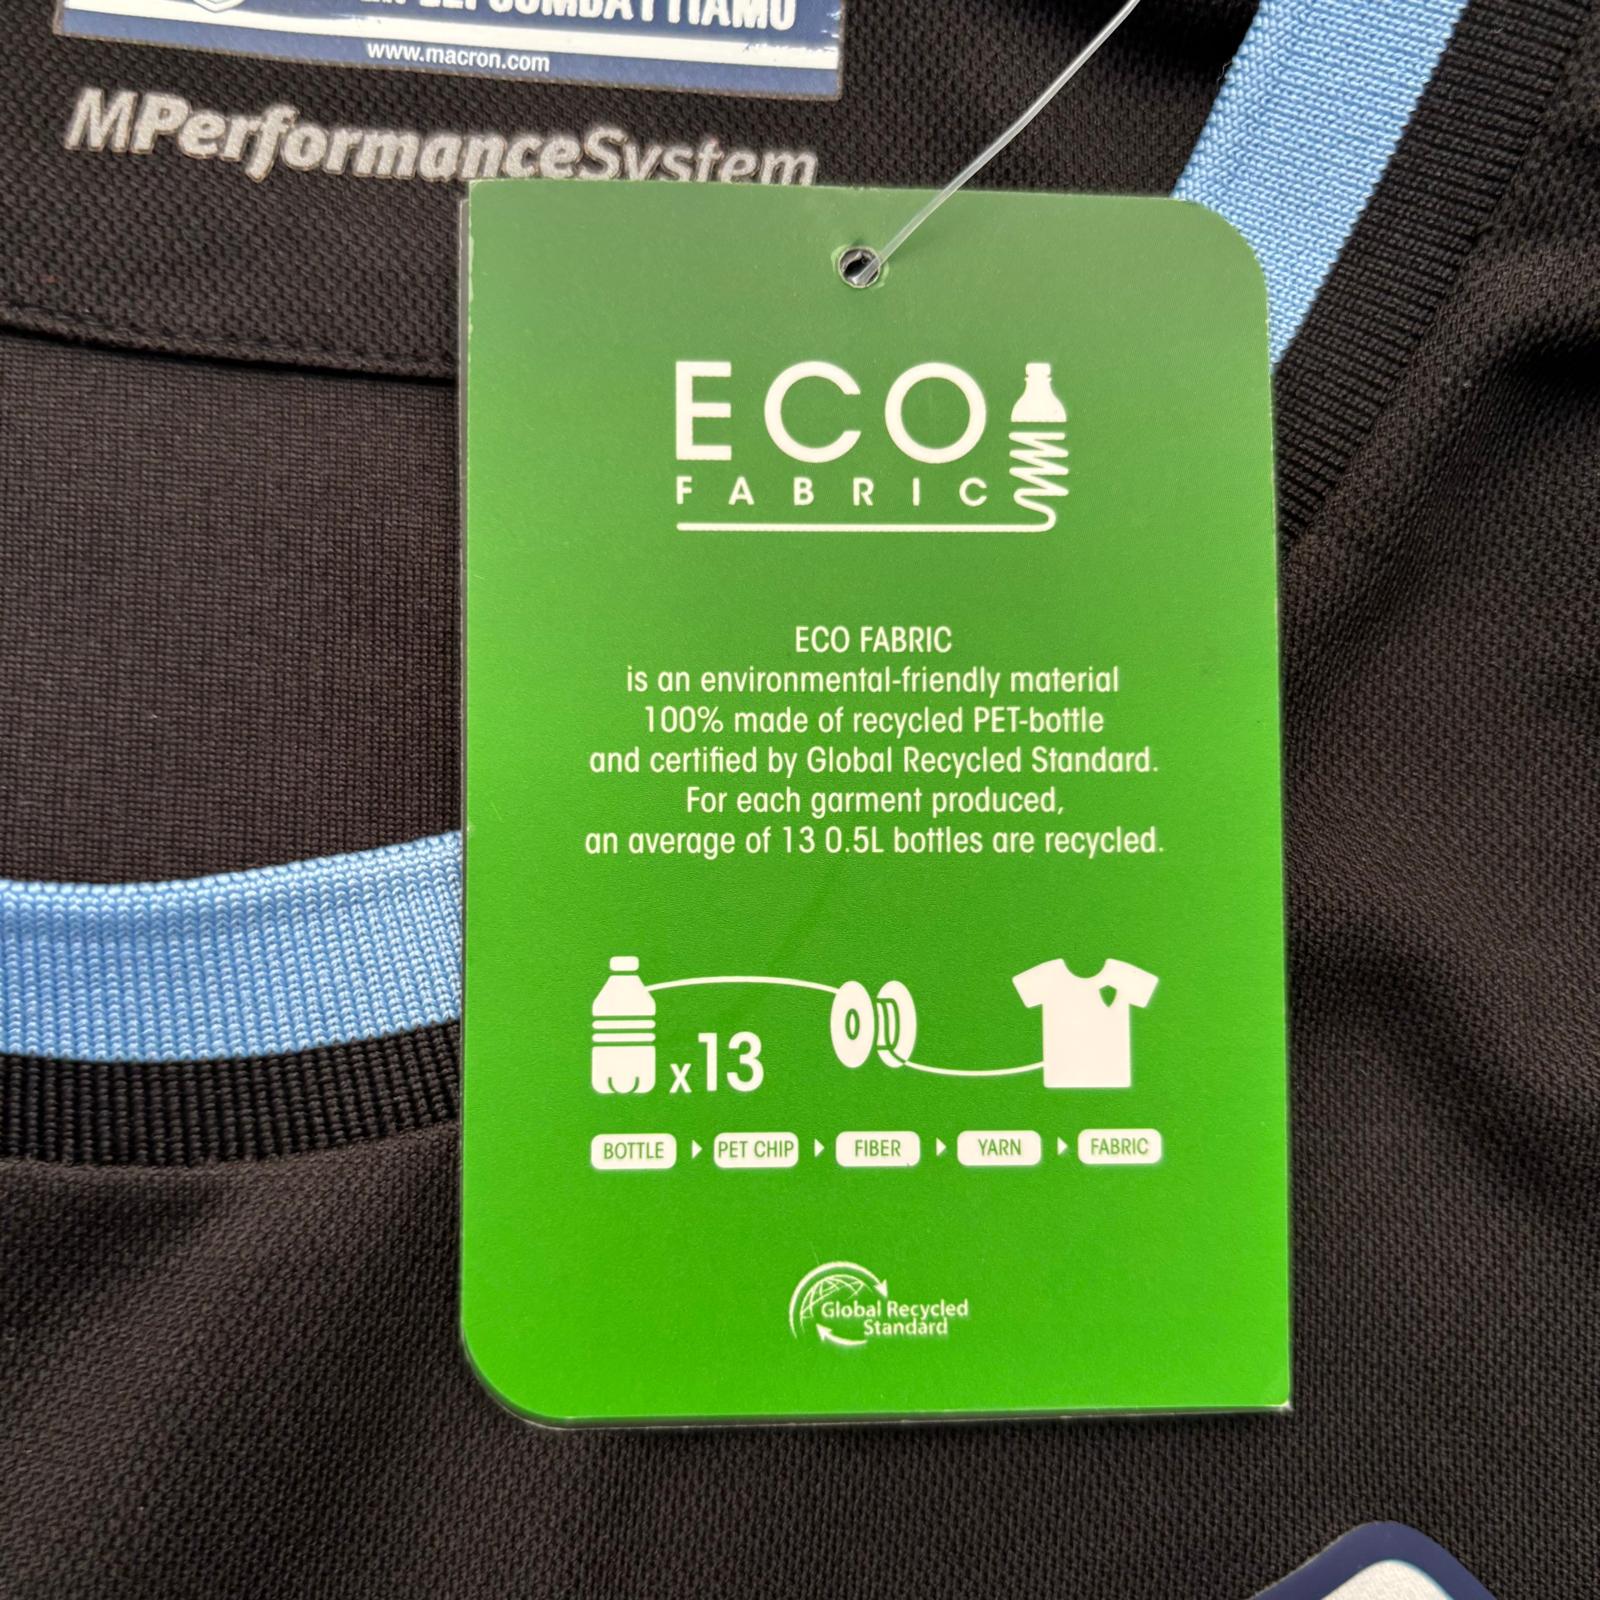 COMBATTIAMO
www.macron.com
MPerformanceSystem
ECO
FABRIC
ECO FABRIC
is an environmental-friendly material
100% made of recycled PET-bottle
and certified by Global Recycled Standard.
For each garment produced,
an average of 13 0.5L bottles are recycled.
x13
BOTTLE PET CHIP FIBER YARN FABRIC
Global Recycled
Standard